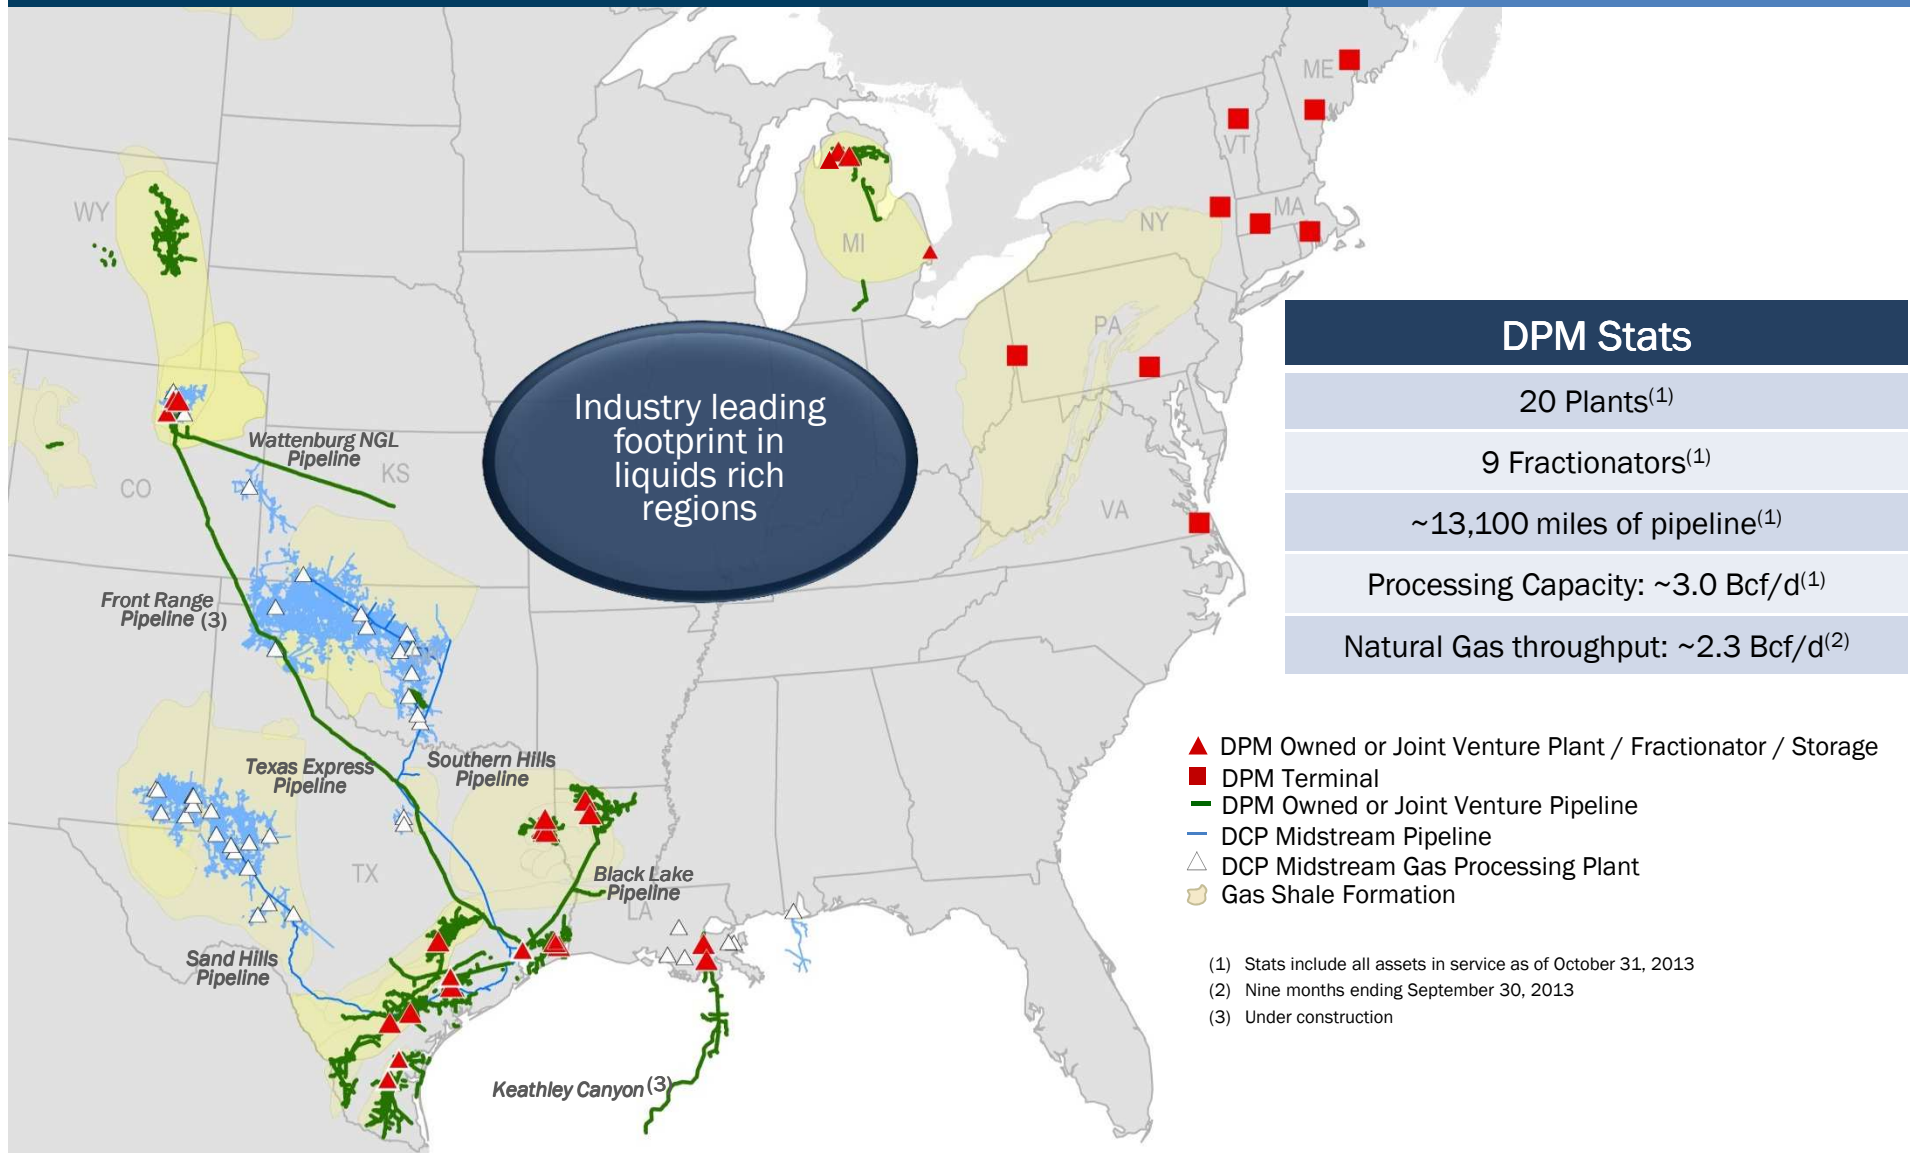 ME
VT
WY
MA
NY
MI
PA
DPM Stats
20 Plants(1)
Industry leading
footprint in
liquids rich
regions
Wattenburg NGL
Pipeline
KS
9 Fractionators(1)
CO
VA
~13,100 miles of pipeline(1)
Processing Capacity: ~3.0 Bcf/d(1)
Front Range
Pipeline (3)
Natural Gas throughput: ~2.3 Bcf/d(2)
DPM Owned or Joint Venture Plant / Fractionator / Storage
DPM Terminal
DPM Owned or Joint Venture Pipeline
DCP Midstream Pipeline
DCP Midstream Gas Processing Plant
Gas Shale Formation
Southern Hills
Pipeline
Texas Express
Pipeline
TX
Black Lake
Pipeline
LA
Sand Hills
Pipeline
(1) Stats include all assets in service as of October 31, 2013
(2) Nine months ending September 30, 2013
(3) Under construction
Keathley Canyon (3)